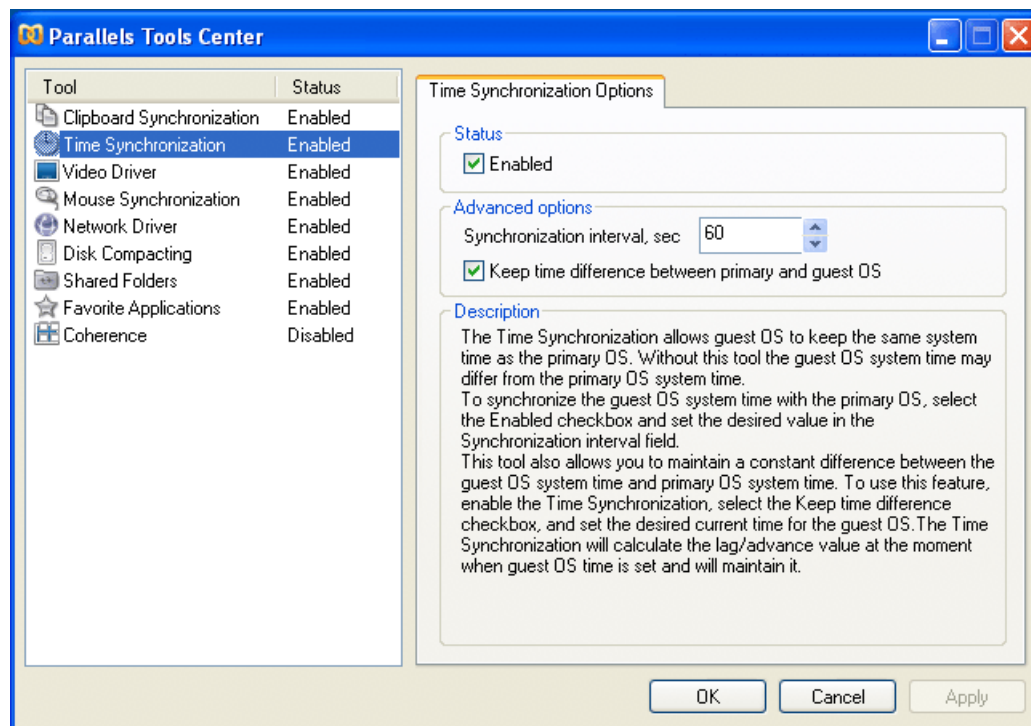 Parallels Tools Center
Tool Status
Clipboard Synchronization Enabled
Time Synchronization Enabled
Video Driver Enabled
Mouse Synchronization Enabled
Network Driver Enabled
Disk Compacting Enabled
Shared Folders Enabled
Favorite Applications Enabled
Coherence Disabled
Time Synchronization Options
Status
Enabled
Advanced options
Synchronization interval, sec 60
Keep time difference between primary and guest OS
Description
The Time Synchronization allows guest OS to keep the same system
time as the primary OS. Without this tool the guest OS system time may
differ from the primary OS system time.
To synchronize the guest OS system time with the primary OS, select
the Enabled checkbox and set the desired value in the
Synchronization interval field.
This tool also allows you to maintain a constant difference between the
guest OS system time and primary OS system time. To use this feature,
enable the Time Synchronization, select the Keep time difference
checkbox, and set the desired current time for the guest OS.The Time
Synchronization will calculate the lag/advance value at the moment
when guest OS time is set and will maintain it.
OK Cancel Apply